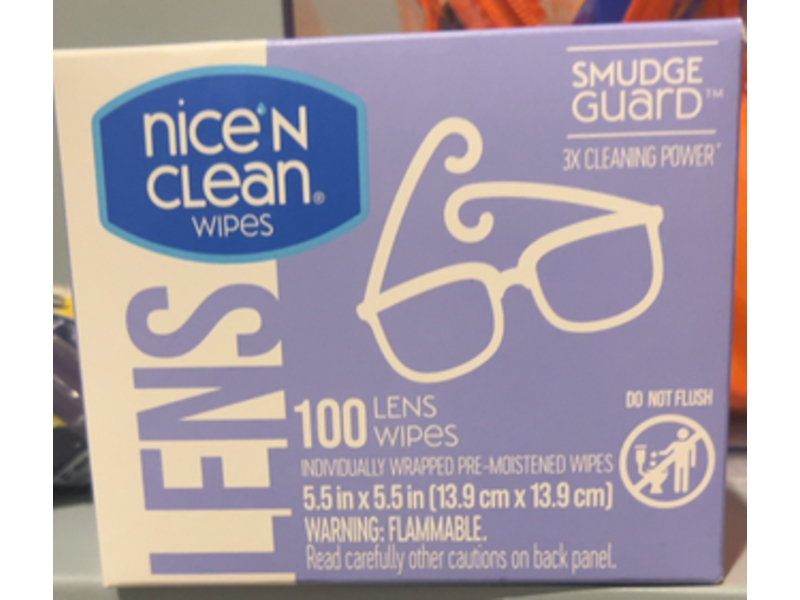 nice'N
CLean®
WIPes
LENS
SMUDGE
GUarD™
3X CLEANING POWER*
100 LENS
WIPes
INDIVIDUALLY WRAPPED PRE-MOISTENED WIPES
5.5 in x 5.5 in (13.9 cm x 13.9 cm)
WARNING: FLAMMABLE.
Read carefully other cautions on back panel.
DO NOT FLUSH